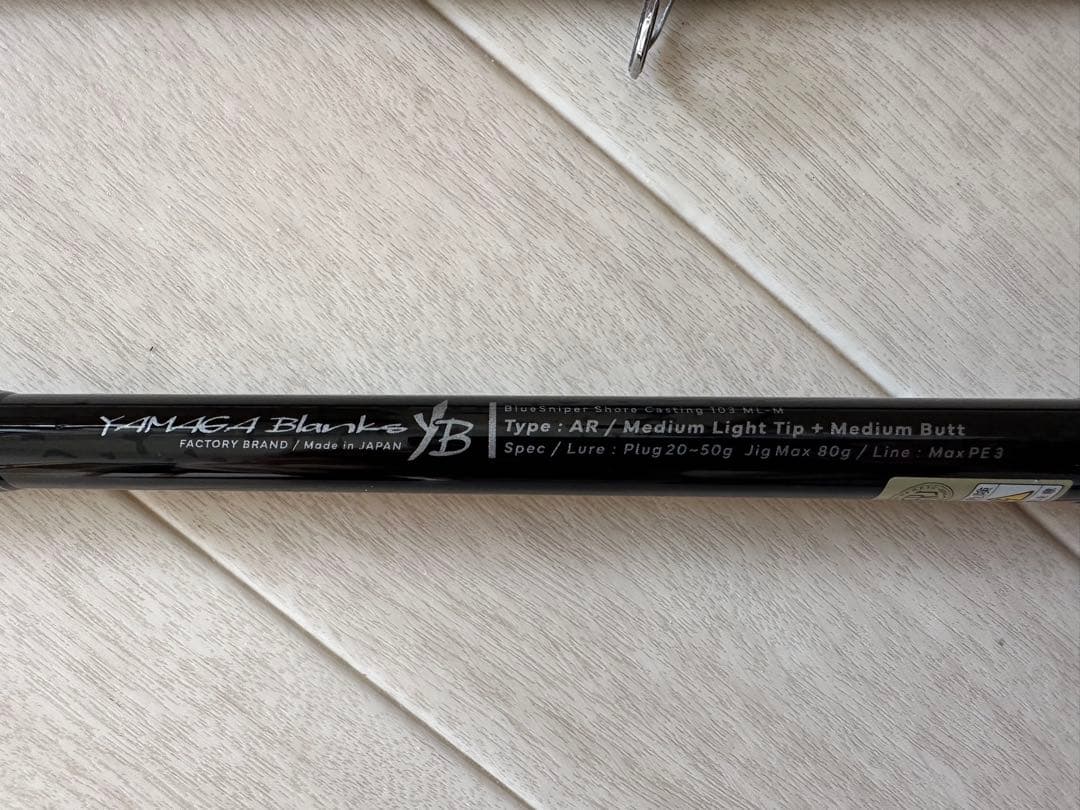 YAMAGA Blanks
FACTORY BRAND / Made in JAPAN
YB
BlueSniper Shore Casting 103 ML-M
Type : AR / Medium Light Tip + Medium Butt
Spec / Lure : Plug 20~50g Jig Max 80g / Line : Max PE 3